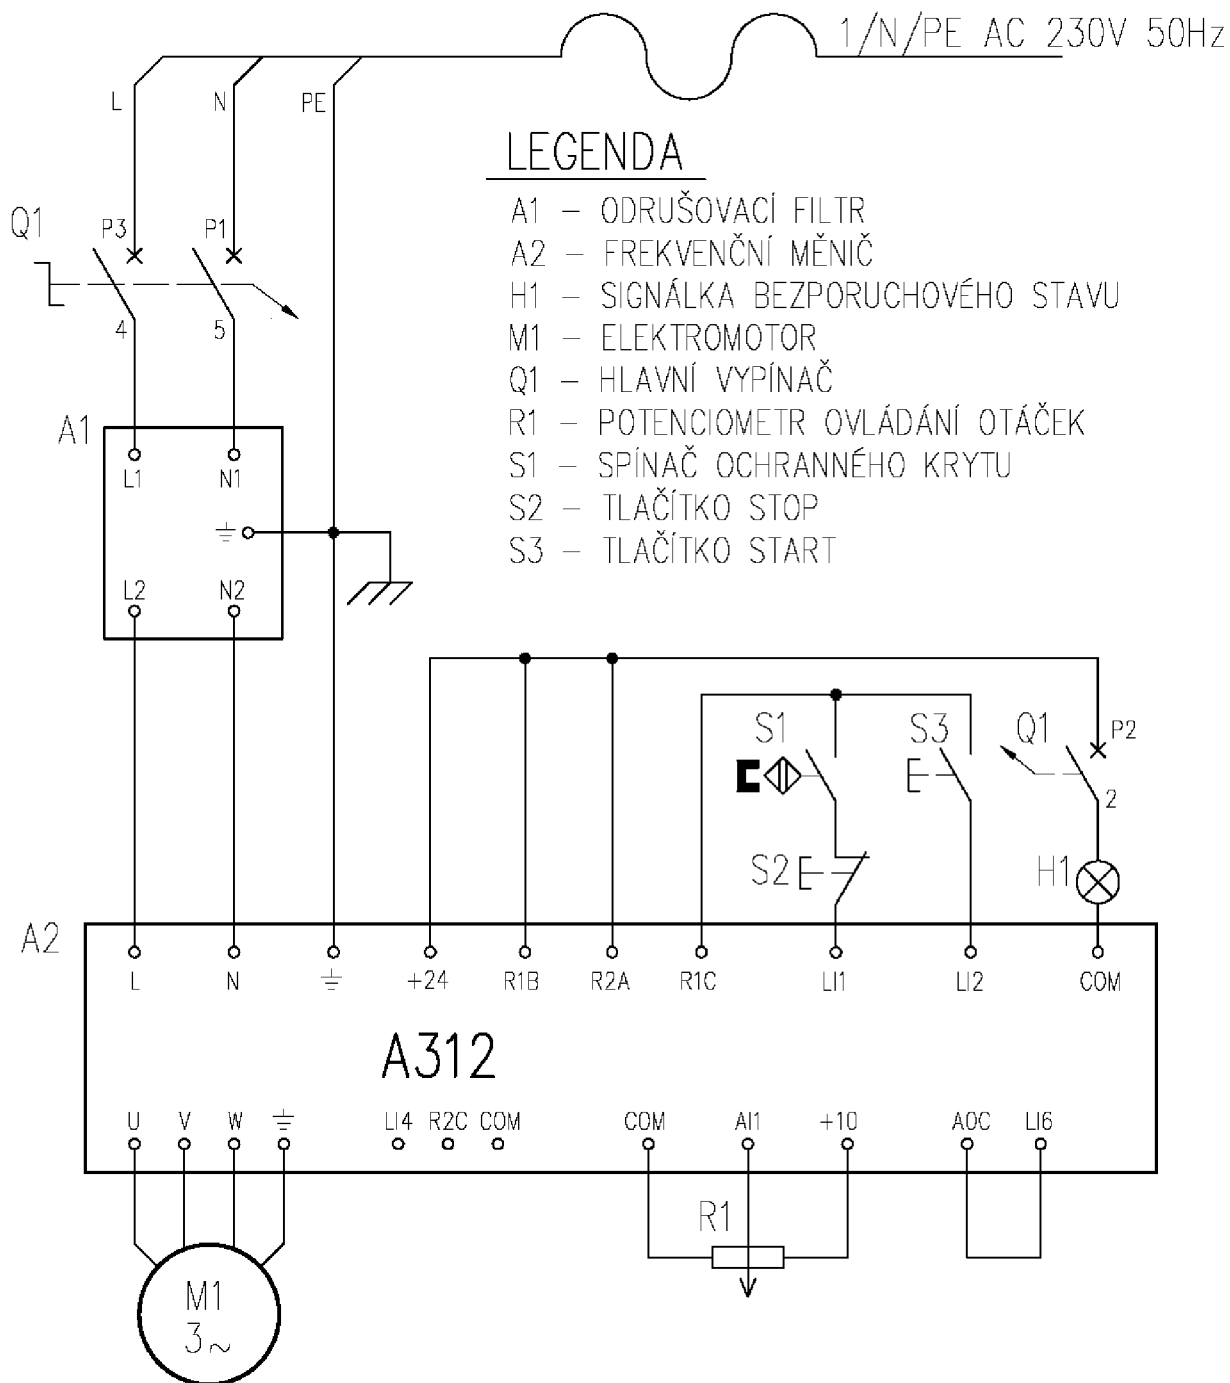 1/N/PE AC 230V 50Hz
L N PE
LEGENDA
A1 – ODRUŠOVACÍ FILTR
A2 – FREKVENČNÍ MĚNIČ
H1 – SIGNÁLKA BEZPORUCHOVÉHO STAVU
M1 – ELEKTROMOTOR
Q1 – HLAVNÍ VYPÍNAČ
R1 – POTENCIOMETR OVLÁDÁNÍ OTÁČEK
S1 – SPÍNAČ OCHRANNÉHO KRYTU
S2 – TLAČÍTKO STOP
S3 – TLAČÍTKO START
Q1 P3 P1
4 5
A1
L1 N1
L2 N2
S1 S3 Q1 P2
2
S2 H1
A2
L N +24 R1B R2A R1C LI1 LI2 COM
A312
U V W LI4 R2C COM COM AI1 +10 AOC LI6
R1
M1
3~